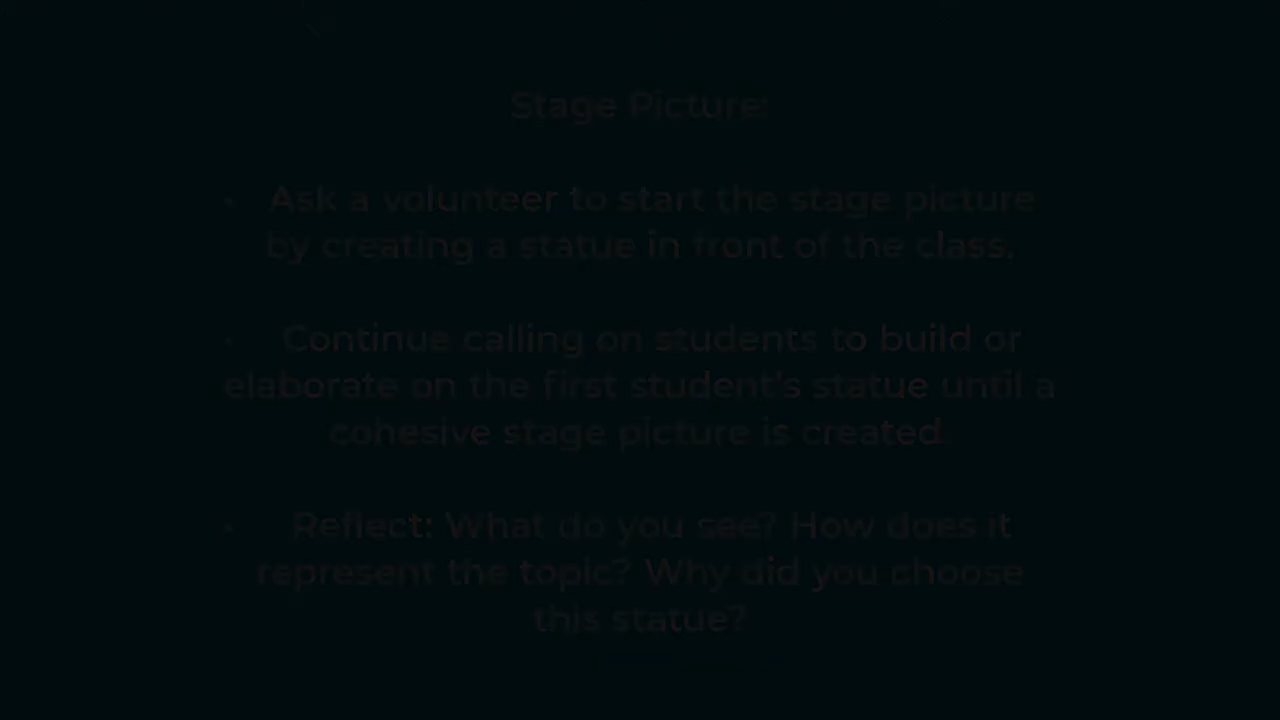 Stage Picture:
• Ask a volunteer to start the stage picture
by creating a statue in front of the class.
• Continue calling on students to build or
elaborate on the first student's statue until a
cohesive stage picture is created.
• Reflect: What do you see? How does it
represent the topic? Why did you choose
this statue?